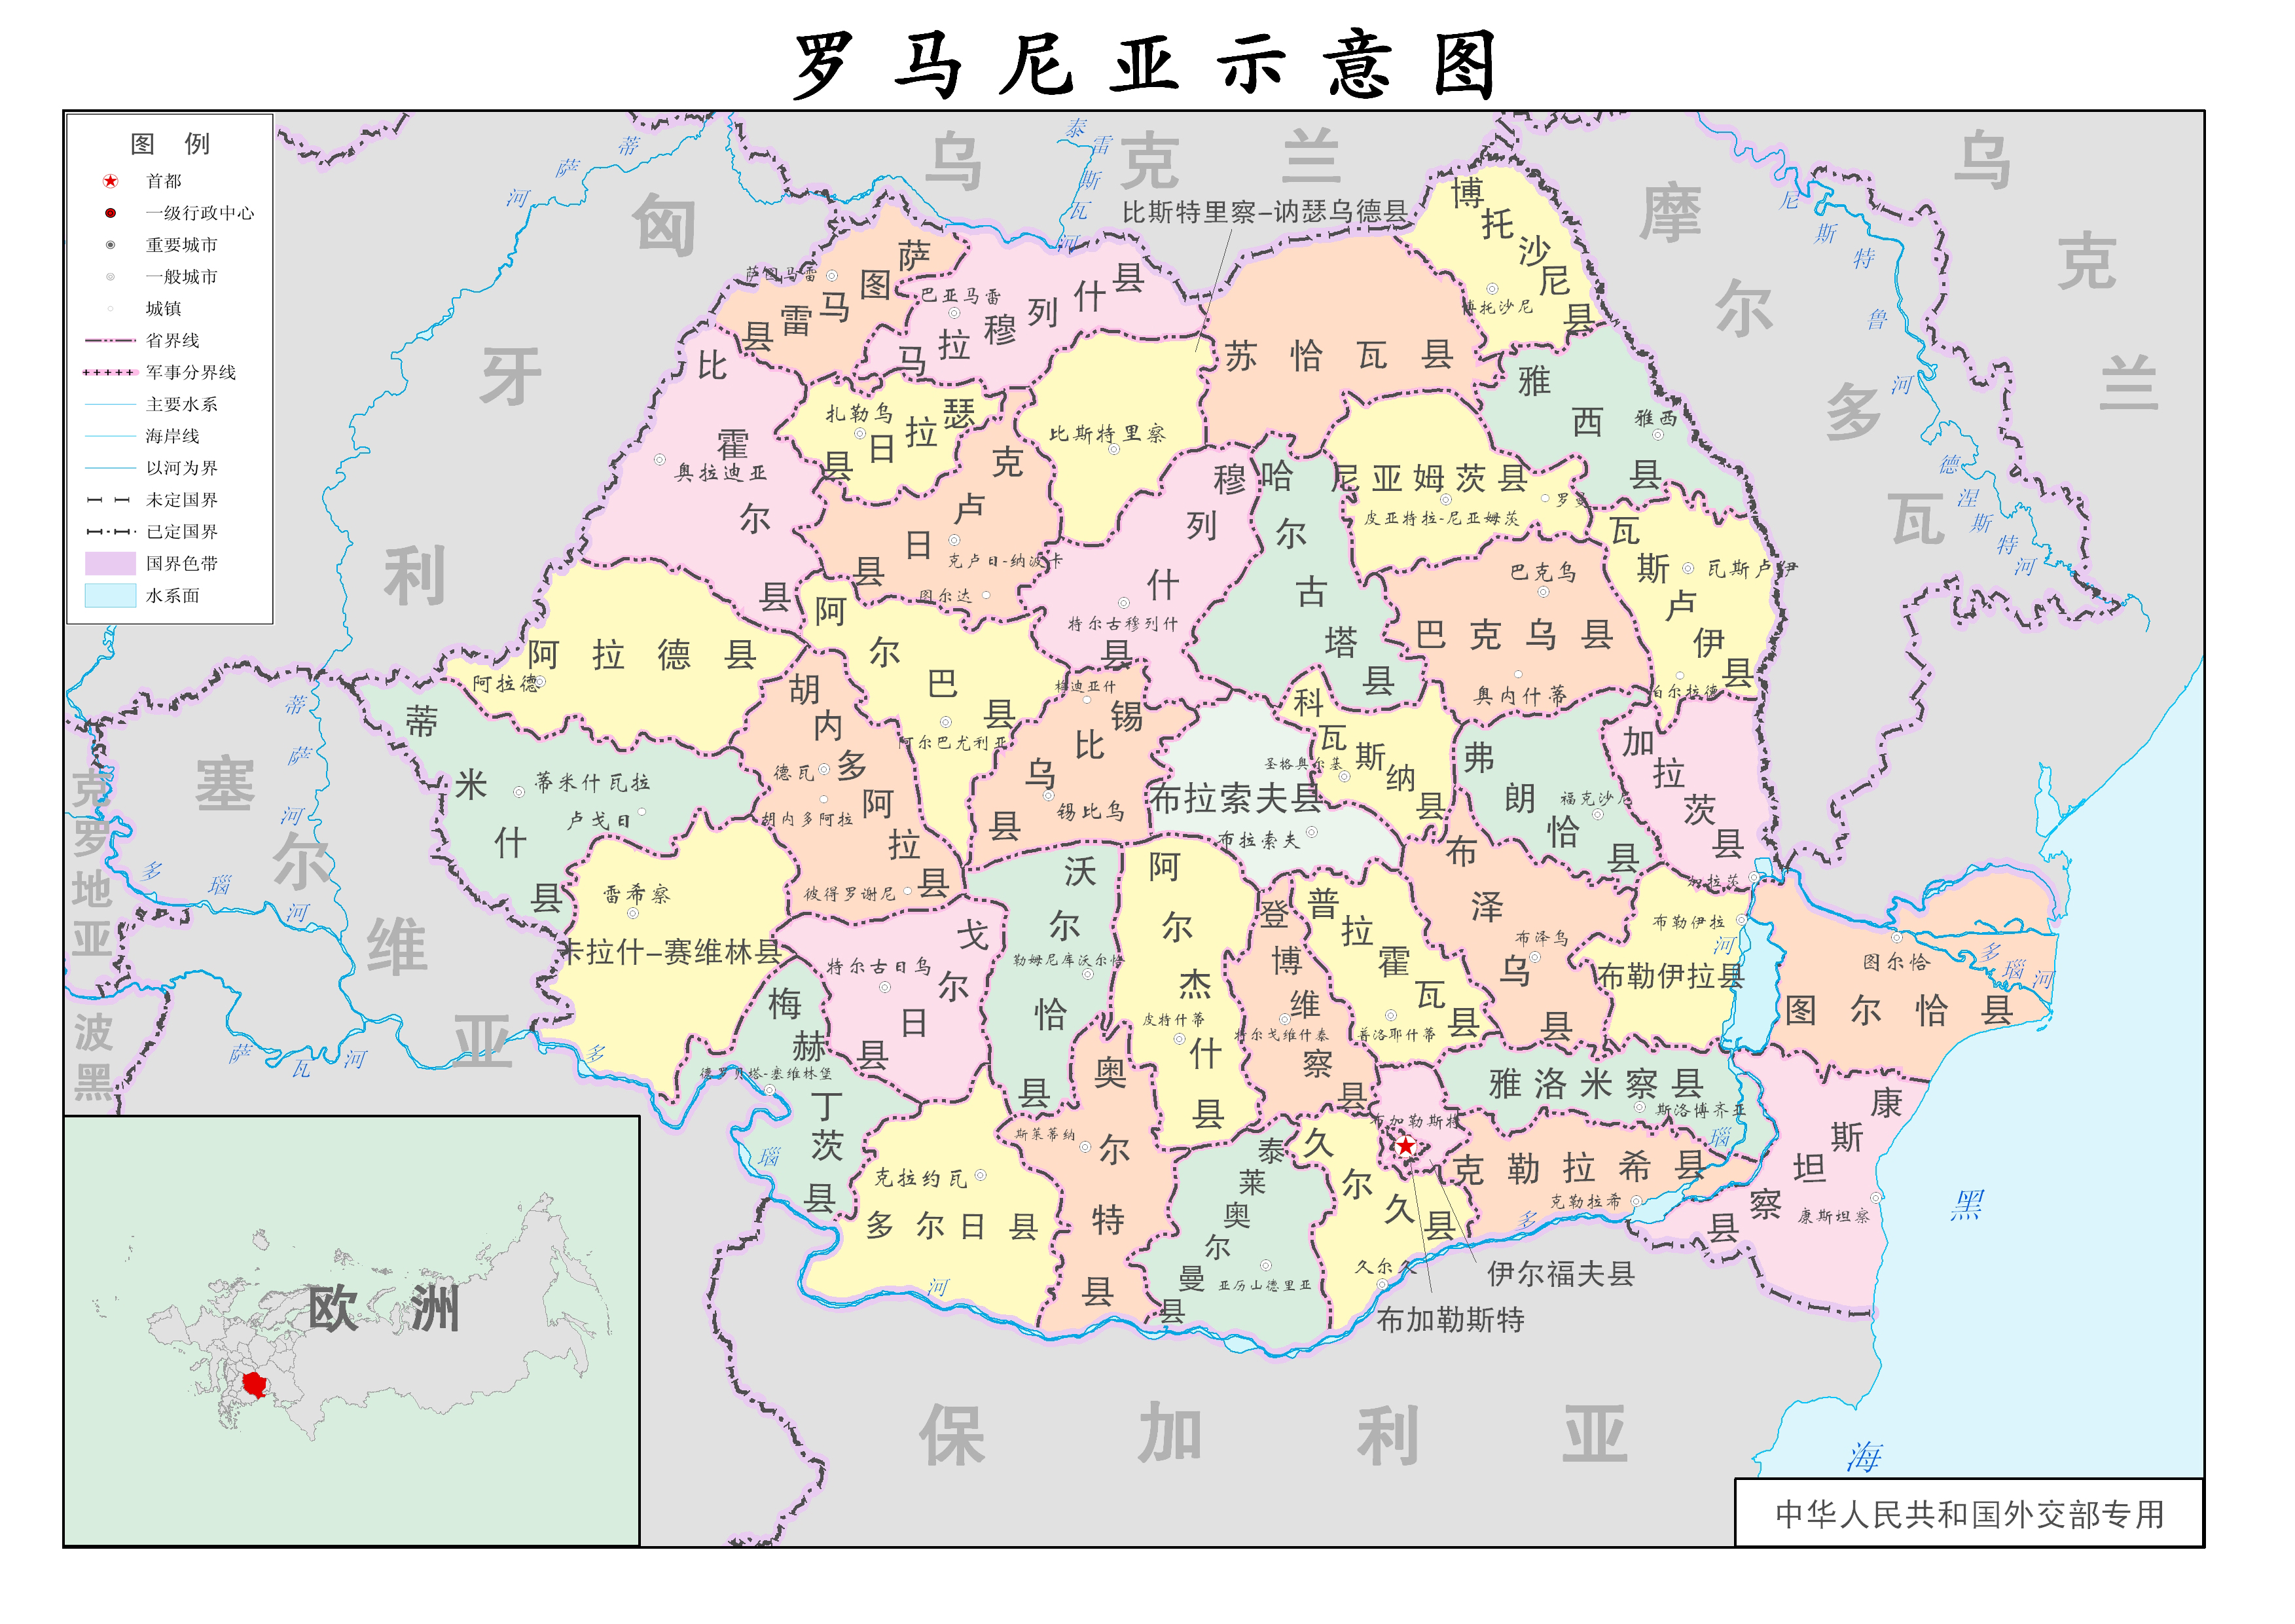 罗马尼亚示意图
图 例
首都
一级行政中心
重要城市
一般城市
城镇
省界线
军事分界线
主要水系
海岸线
以河为界
未定国界
已定国界
国界色带
水系面
乌克兰
乌克兰
匈牙利
摩尔多瓦
塞尔维亚
克罗地亚
波黑
保加利亚
黑海
蒂萨河
泰雷斯瓦河
尼斯特鲁河
德涅斯特河
蒂萨河
多瑙河
萨瓦河
多瑙河
多瑙河
多瑙河
河
比斯特里察-讷瑟乌德县
博托沙尼县
博托沙尼
萨图马雷县
萨图马雷
马拉穆列什县
巴亚马雷
苏恰瓦县
雅西县
雅西
比霍尔县
奥拉迪亚
瑟拉日县
扎勒乌
比斯特里察
克卢日县
克卢日-纳波卡
图尔达
穆列什县
特尔古穆列什
哈尔古塔县
尼亚姆茨县
皮亚特拉-尼亚姆茨
罗曼
瓦斯卢伊县
瓦斯卢伊
伯尔拉德
巴克乌县
巴克乌
奥内什蒂
阿拉德县
阿拉德
阿尔巴县
阿尔巴尤利亚
胡内多阿拉县
德瓦
胡内多阿拉
彼得罗谢尼
锡比乌县
梅迪亚什
锡比乌
布拉索夫县
布拉索夫
科瓦斯纳县
圣格奥尔基
弗朗恰县
福克沙尼
加拉茨县
加拉茨
蒂米什县
蒂米什瓦拉
卢戈日
卡拉什-赛维林县
雷希察
戈尔日县
特尔古日乌
沃尔恰县
勒姆尼库沃尔恰
阿尔杰什县
皮特什蒂
登博维察县
特尔戈维什泰
普拉霍瓦县
普洛耶什蒂
布泽乌县
布泽乌
布勒伊拉县
布勒伊拉
图尔恰县
图尔恰
梅赫丁茨县
德罗贝塔-塞维林堡
多尔日县
克拉约瓦
奥尔特县
斯莱蒂纳
泰莱奥尔曼县
亚历山德里亚
久尔久县
久尔久
布加勒斯特
伊尔福夫县
布加勒斯特
雅洛米察县
斯洛博齐亚
克勒拉希县
克勒拉希
康斯坦察县
康斯坦察
欧洲
中华人民共和国外交部专用